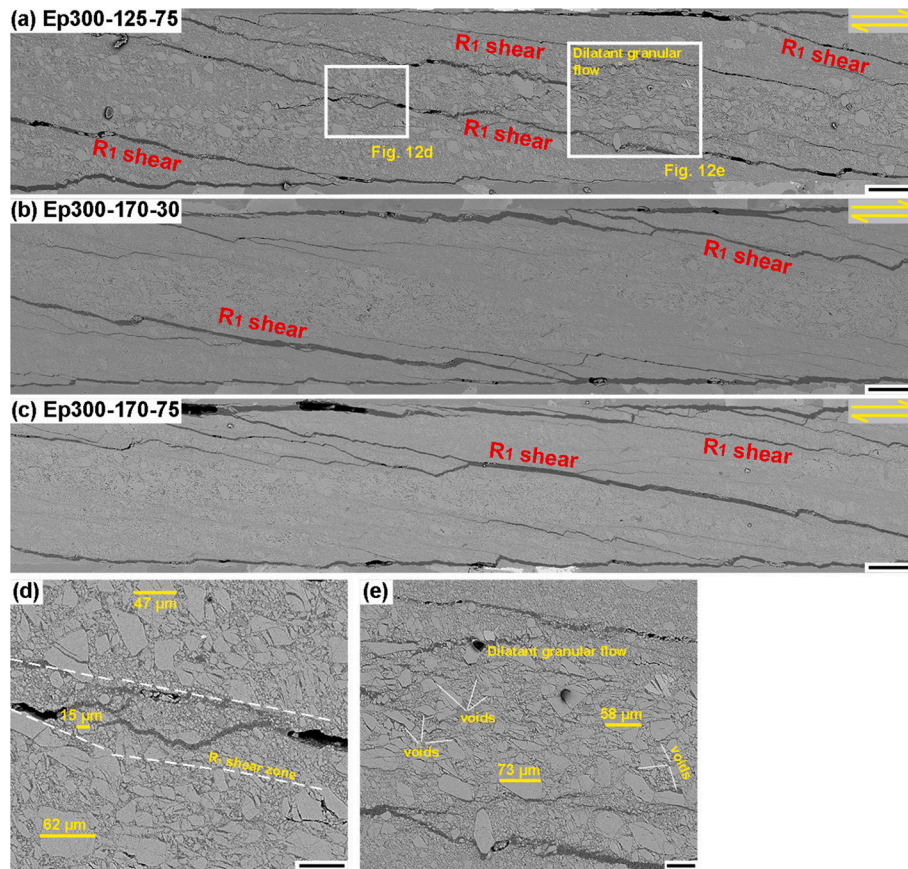 (a) Ep300-125-75
R1 shear
Dilatant granular
flow
R1 shear
R1 shear
R1 shear
Fig. 12d
Fig. 12e
(b) Ep300-170-30
R1 shear
R1 shear
(c) Ep300-170-75
R1 shear
R1 shear
(d)
47 µm
15 µm
R1 shear zone
62 µm
(e)
Dilatant granular flow
voids
58 µm
voids
voids
73 µm